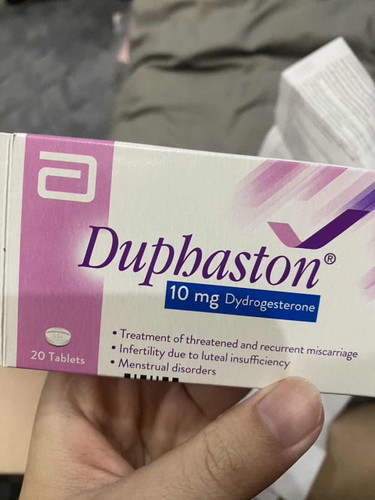 Duphaston®
10 mg Dydrogesterone
• Treatment of threatened and recurrent miscarriage
• Infertility due to luteal insufficiency
• Menstrual disorders
20 Tablets